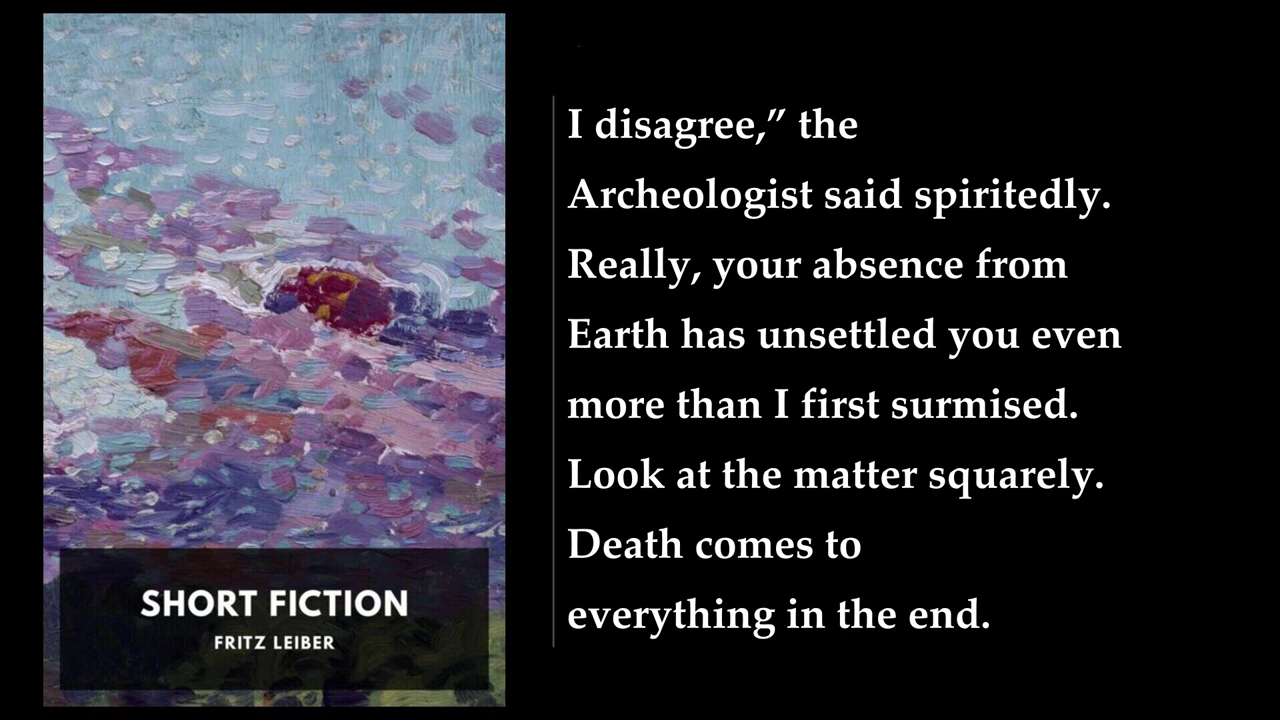 SHORT FICTION
FRITZ LEIBER
I disagree,” the
Archeologist said spiritedly.
Really, your absence from
Earth has unsettled you even
more than I first surmised.
Look at the matter squarely.
Death comes to
everything in the end.